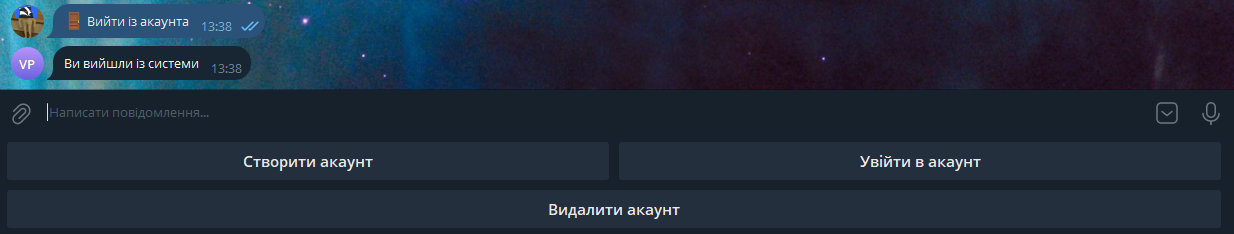 🚪 Вийти із акаунта 13:38
VP Ви вийшли із системи 13:38
Написати повідомлення...
Створити акаунт Увійти в акаунт
Видалити акаунт